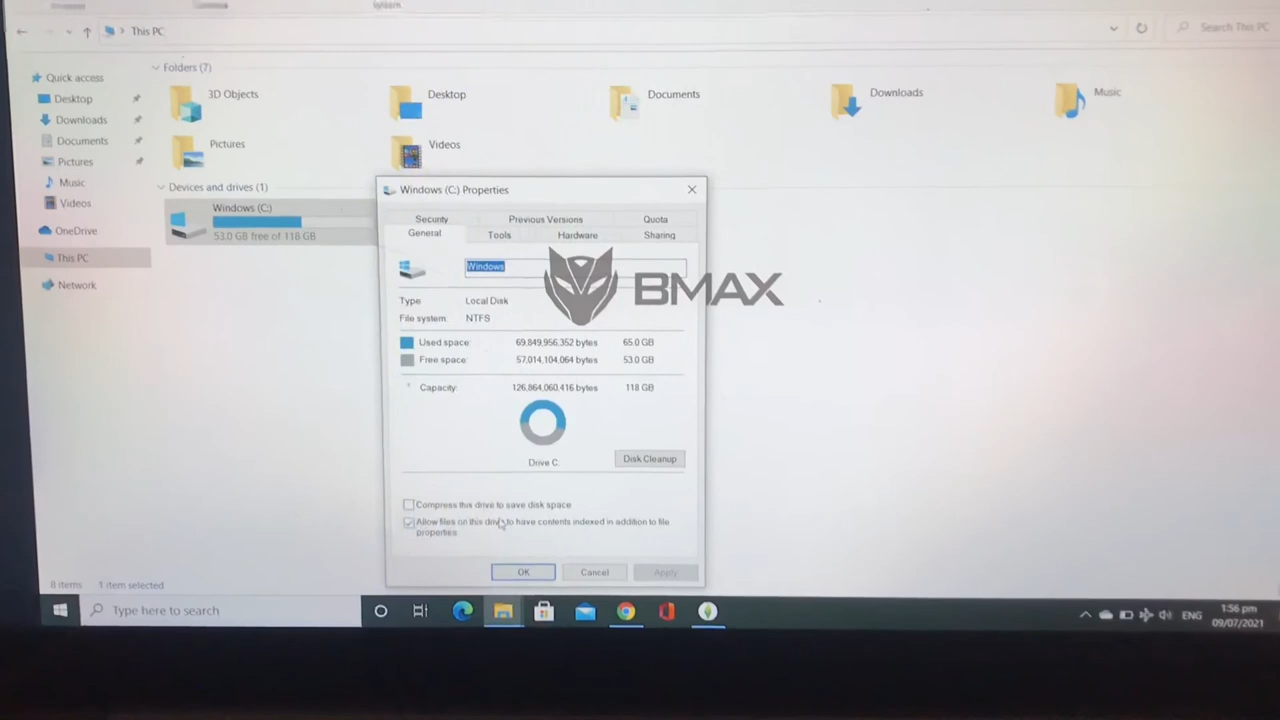 This PC
Search This PC
Quick access
Desktop
Downloads
Documents
Pictures
Music
Videos
OneDrive
This PC
Network
Folders (7)
3D Objects
Desktop
Documents
Downloads
Music
Pictures
Videos
Devices and drives (1)
Windows (C:)
53.0 GB free of 118 GB
Windows (C:) Properties
Security Previous Versions Quota
General Tools Hardware Sharing
Windows
BMAX
Type: Local Disk
File system: NTFS
Used space: 69,849,956,352 bytes 65.0 GB
Free space: 57,014,104,064 bytes 53.0 GB
Capacity: 126,864,060,416 bytes 118 GB
Drive C:
Disk Cleanup
Compress this drive to save disk space
Allow files on this drive to have contents indexed in addition to file
properties
OK Cancel Apply
8 items 1 item selected
Type here to search
ENG
1:56 pm
09/07/2021